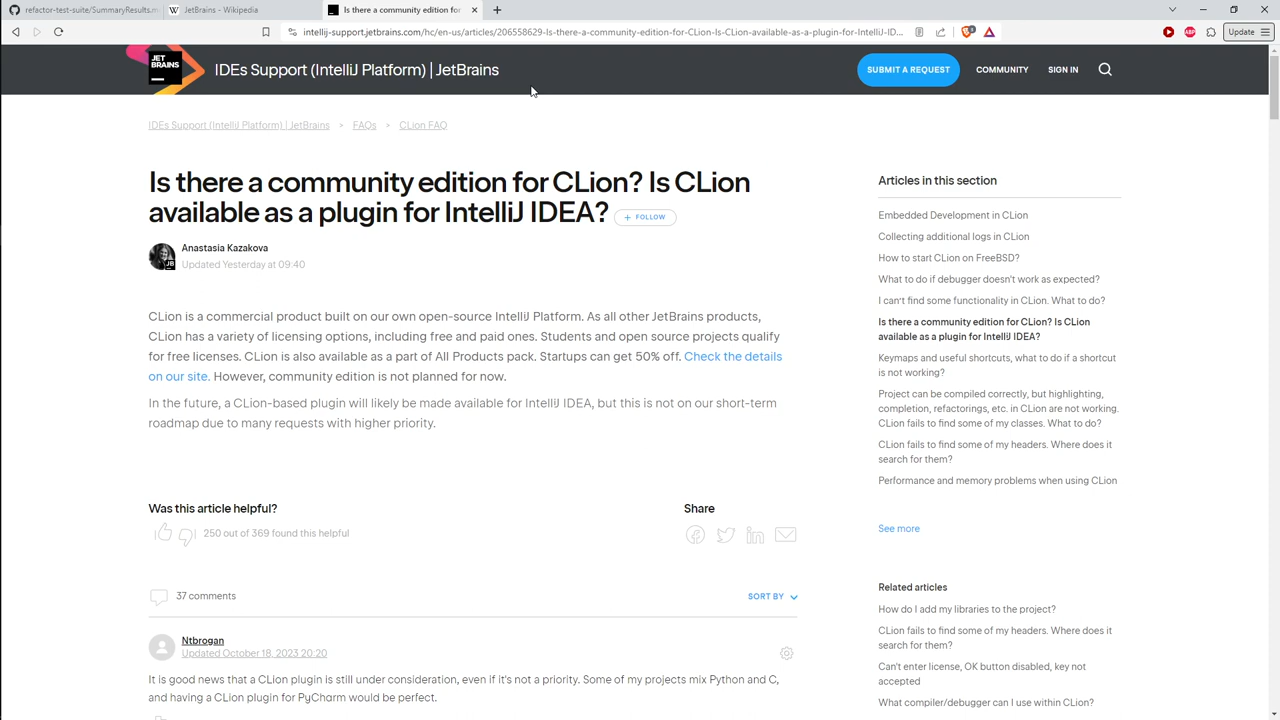 refactor-test-suite/SummaryResults.m
W JetBrains - Wikipedia
Is there a community edition for
intellij-support.jetbrains.com/hc/en-us/articles/206558629-Is-there-a-community-edition-for-CLion-Is-CLion-available-as-a-plugin-for-IntelliJ-ID...
ABP
Update
JET
BRAINS
IDEs Support (IntelliJ Platform) | JetBrains
SUBMIT A REQUEST
COMMUNITY
SIGN IN
IDEs Support (IntelliJ Platform) | JetBrains > FAQs > CLion FAQ
Is there a community edition for CLion? Is CLion
available as a plugin for IntelliJ IDEA?
+ FOLLOW
JB
Anastasia Kazakova
Updated Yesterday at 09:40
CLion is a commercial product built on our own open-source IntelliJ Platform. As all other JetBrains products,
CLion has a variety of licensing options, including free and paid ones. Students and open source projects qualify
for free licenses. CLion is also available as a part of All Products pack. Startups can get 50% off. Check the details
on our site. However, community edition is not planned for now.
In the future, a CLion-based plugin will likely be made available for IntelliJ IDEA, but this is not on our short-term
roadmap due to many requests with higher priority.
Was this article helpful?
250 out of 369 found this helpful
Share
37 comments
SORT BY
Ntbrogan
Updated October 18, 2023 20:20
It is good news that a CLion plugin is still under consideration, even if it's not a priority. Some of my projects mix Python and C,
and having a CLion plugin for PyCharm would be perfect.
Articles in this section
Embedded Development in CLion
Collecting additional logs in CLion
How to start CLion on FreeBSD?
What to do if debugger doesn't work as expected?
I can't find some functionality in CLion. What to do?
Is there a community edition for CLion? Is CLion
available as a plugin for IntelliJ IDEA?
Keymaps and useful shortcuts, what to do if a shortcut
is not working?
Project can be compiled correctly, but highlighting,
completion, refactorings, etc. in CLion are not working.
CLion fails to find some of my classes. What to do?
CLion fails to find some of my headers. Where does it
search for them?
Performance and memory problems when using CLion
See more
Related articles
How do I add my libraries to the project?
CLion fails to find some of my headers. Where does it
search for them?
Can't enter license, OK button disabled, key not
accepted
What compiler/debugger can I use within CLion?